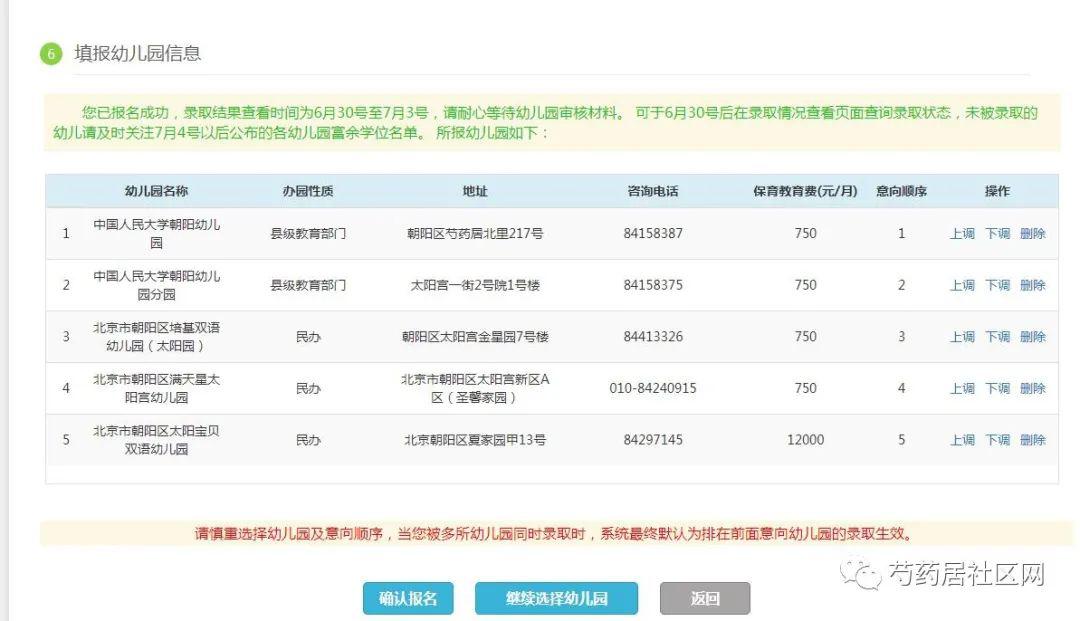 6 填报幼儿园信息
您已报名成功，录取结果查看时间为6月30号至7月3号，请耐心等待幼儿园审核材料。 可于6月30号后在录取情况查看页面查询录取状态，未被录取的
幼儿请及时关注7月4号以后公布的各幼儿园富余学位名单。 所报幼儿园如下：
幼儿园名称 办园性质 地址 咨询电话 保育教育费(元/月) 意向顺序 操作
1 中国人民大学朝阳幼儿园 县级教育部门 朝阳区芍药居北里217号 84158387 750 1 上调 下调 删除
2 中国人民大学朝阳幼儿园分园 县级教育部门 太阳宫一街2号院1号楼 84158375 750 2 上调 下调 删除
3 北京市朝阳区培基双语幼儿园（太阳园） 民办 朝阳区太阳宫金星园7号楼 84413326 750 3 上调 下调 删除
4 北京市朝阳区满天星太阳宫幼儿园 民办 北京市朝阳区太阳宫新区A区（圣馨家园） 010-84240915 750 4 上调 下调 删除
5 北京市朝阳区太阳宝贝双语幼儿园 民办 北京朝阳区夏家园甲13号 84297145 12000 5 上调 下调 删除
请慎重选择幼儿园及意向顺序，当您被多所幼儿园同时录取时，系统最终默认为排在前面意向幼儿园的录取生效。
确认报名 继续选择幼儿园 返回
芍药居社区网